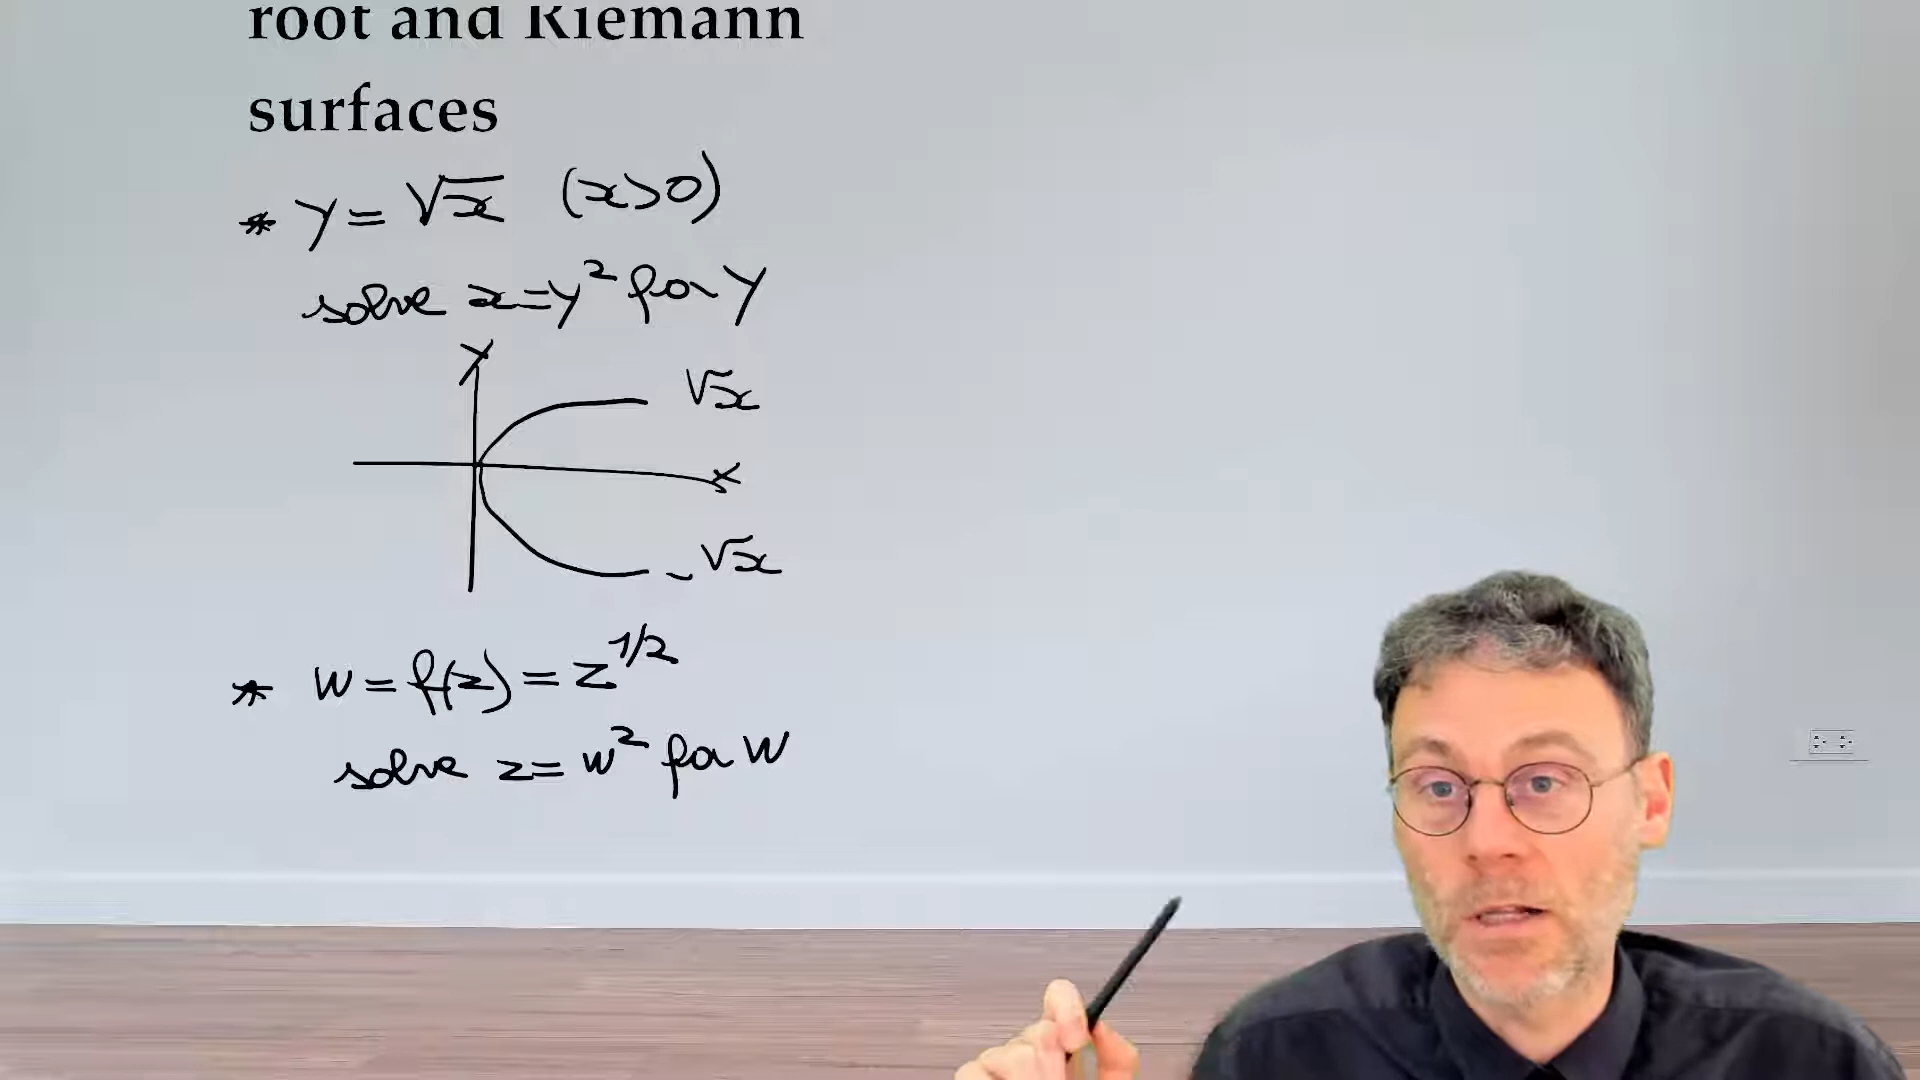 root and Riemann
surfaces
* y = √x (x>0)
solve x=y² for y
y
√x
x
-√x
* w = f(z) = z^1/2
solve z= w² for w